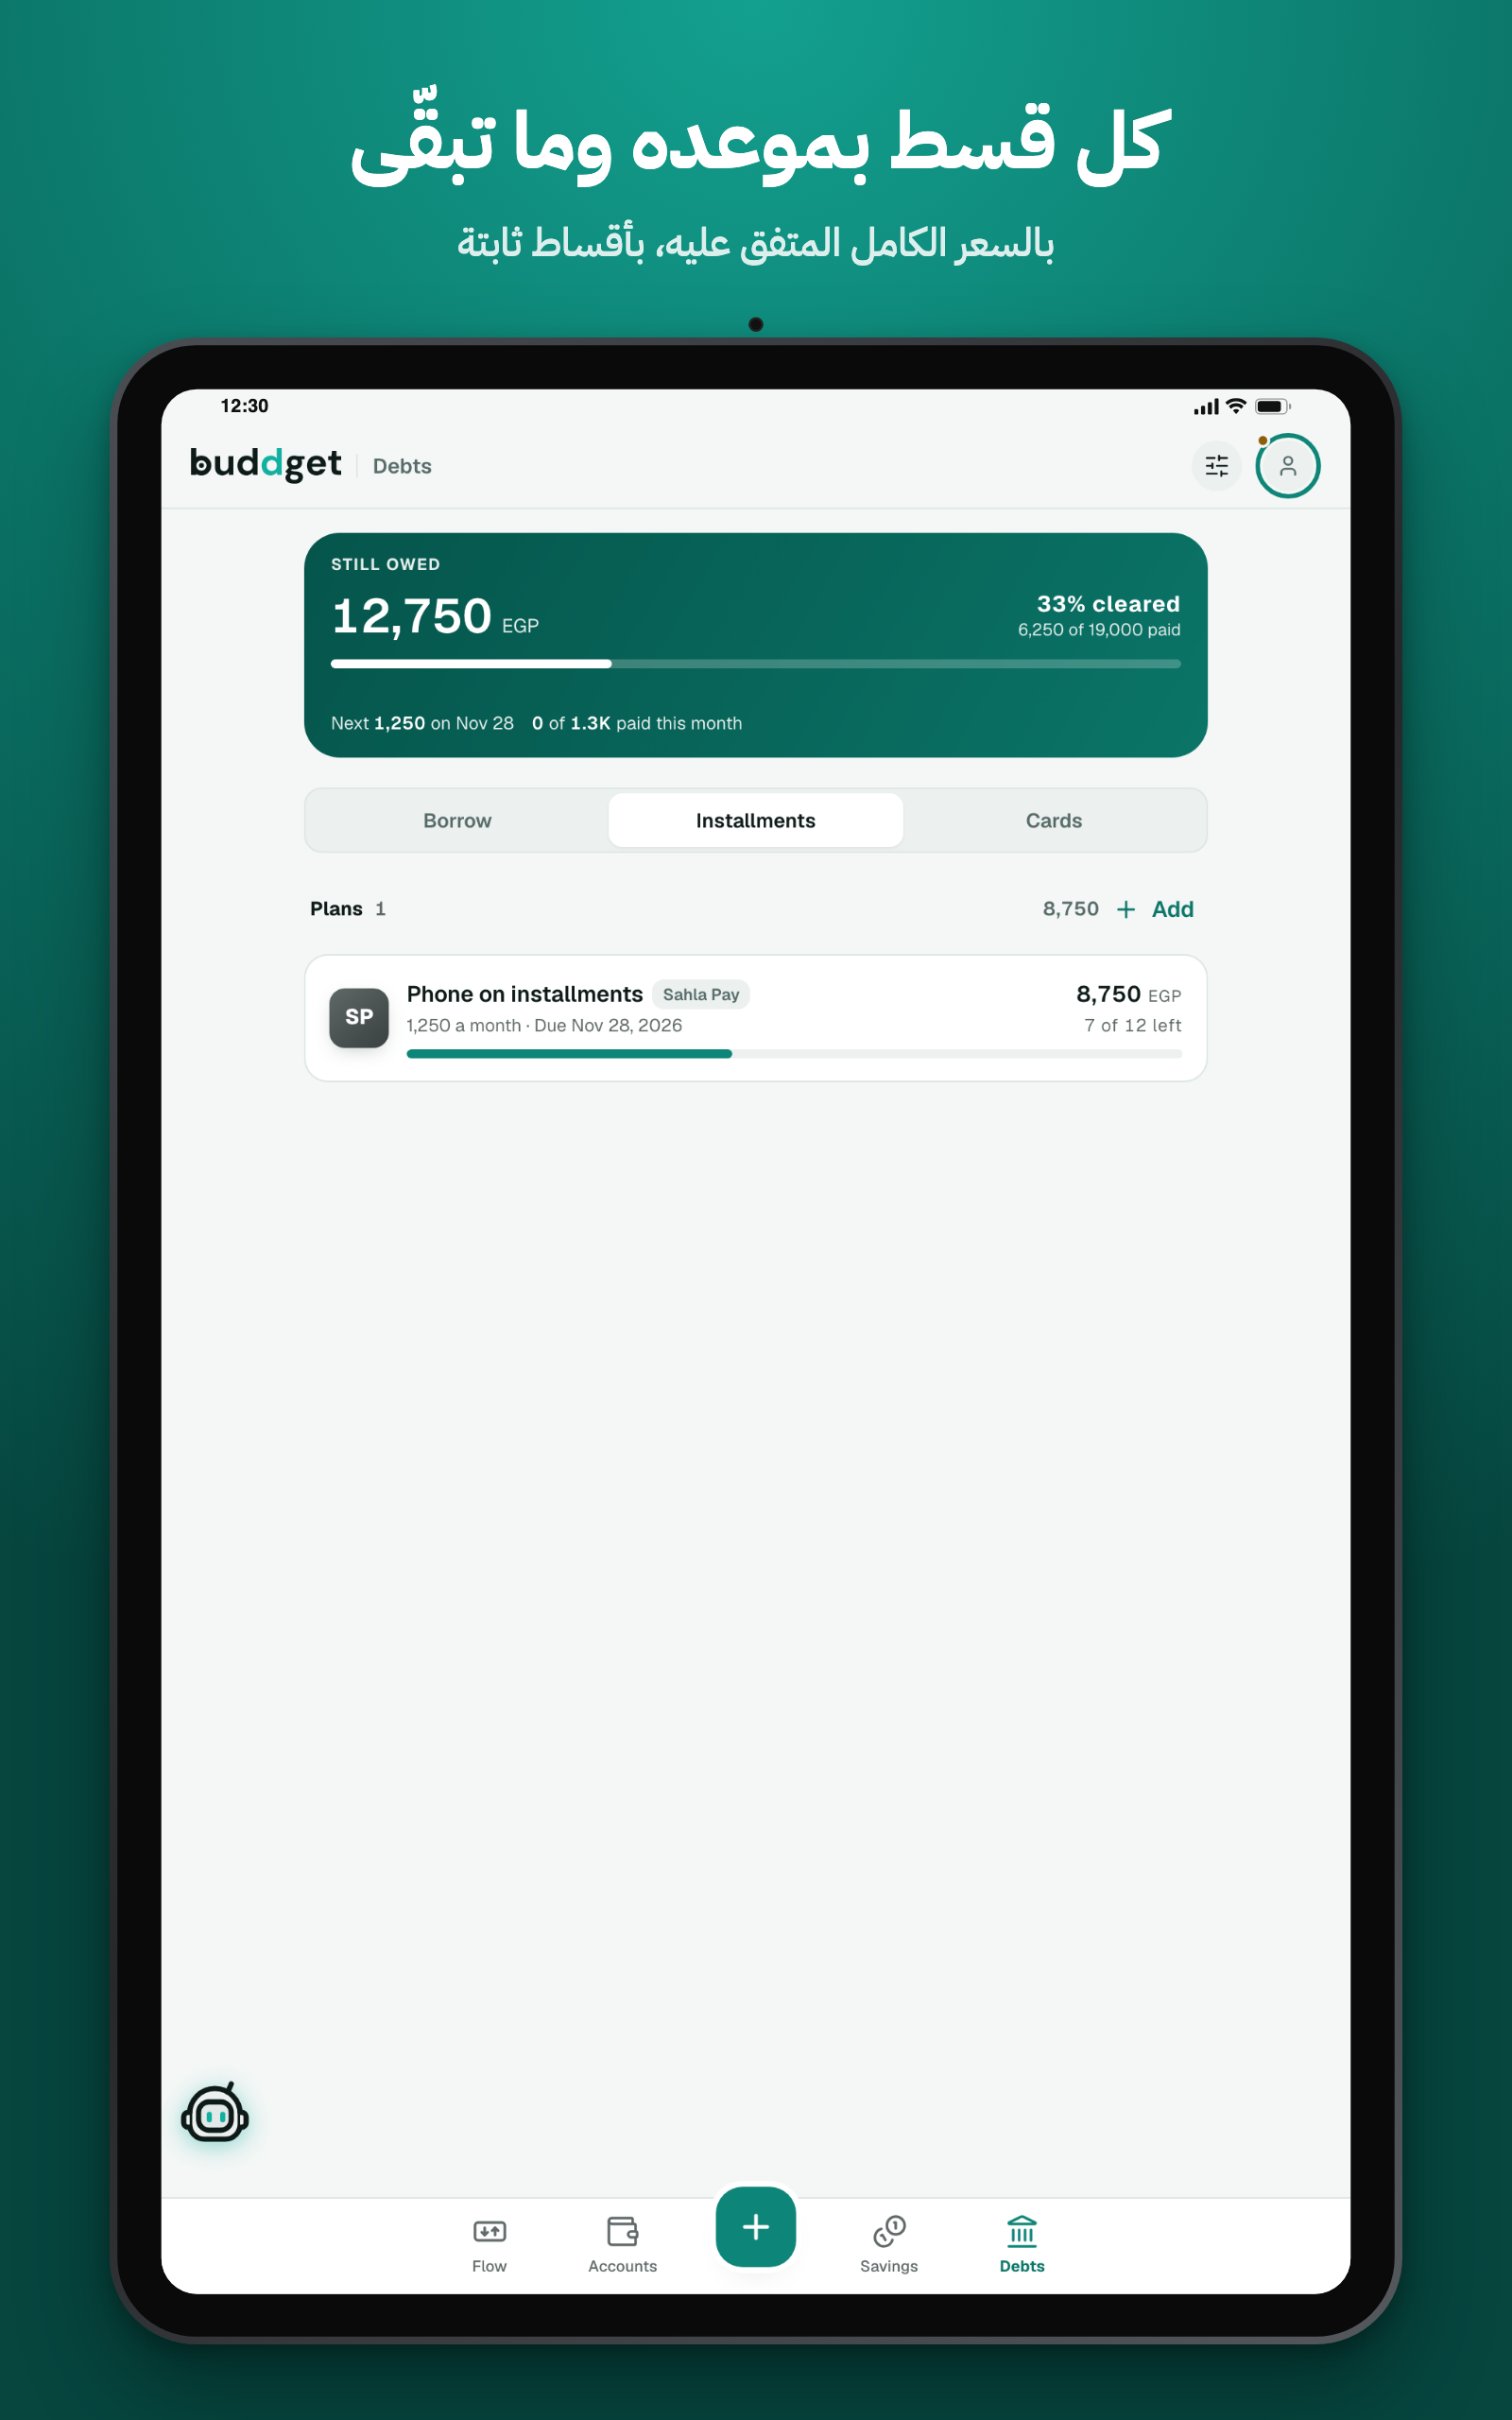 كل قسط بموعده وما تبقّى
بالسعر الكامل المتفق عليه، بأقساط ثابتة
12:30
buddget Debts
STILL OWED
12,750 EGP
33% cleared
6,250 of 19,000 paid
Next 1,250 on Nov 28 0 of 1.3K paid this month
Borrow Installments Cards
Plans 1 8,750 + Add
SP
Phone on installments Sahla Pay 8,750 EGP
1,250 a month · Due Nov 28, 2026 7 of 12 left
Flow Accounts Savings Debts